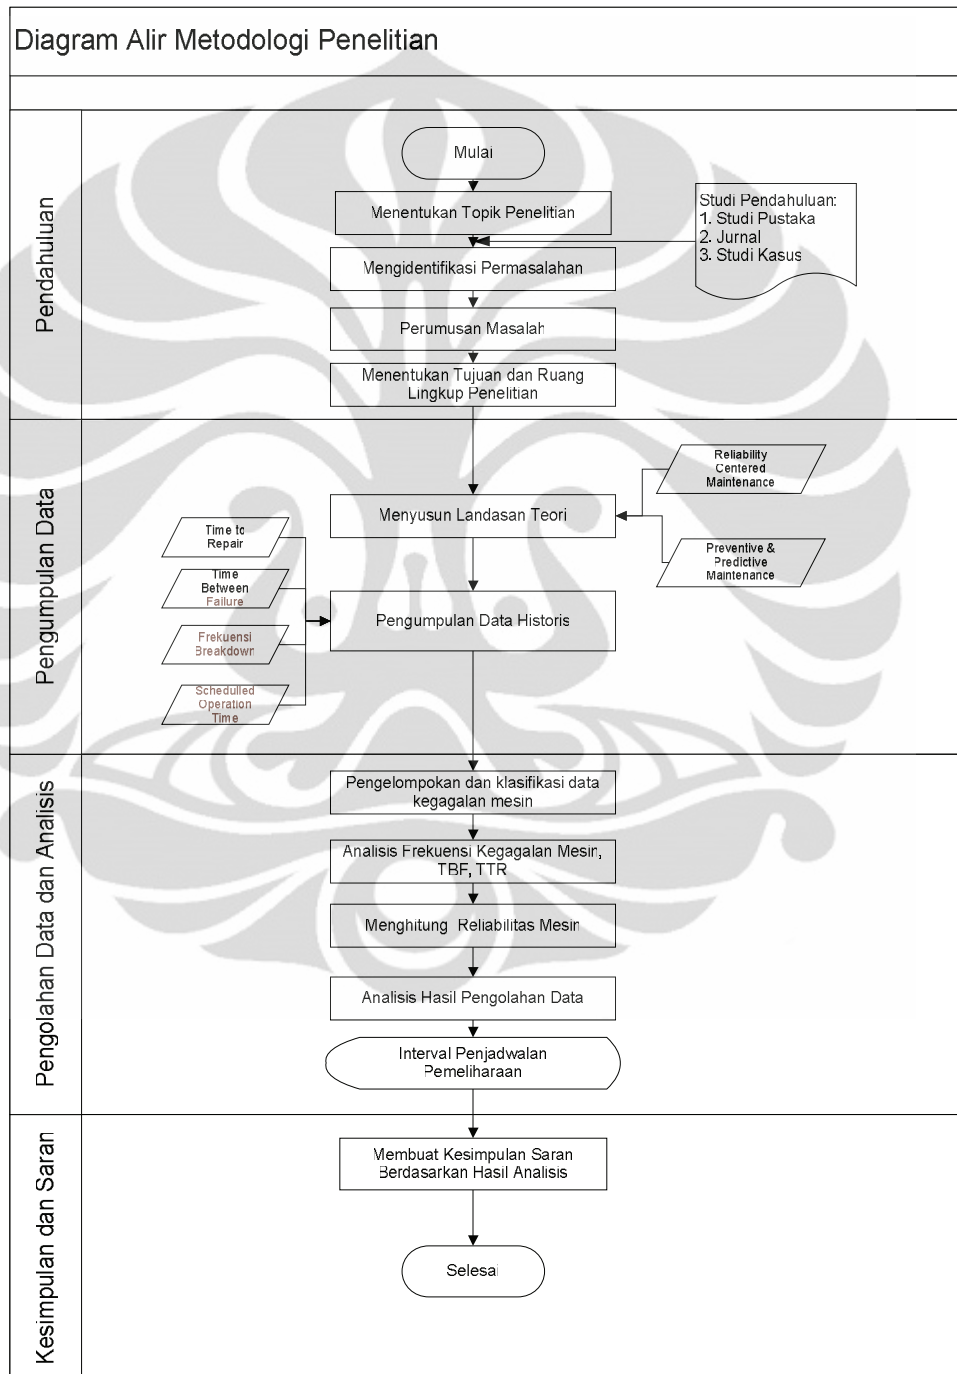 Diagram Alir Metodologi Penelitian
Pendahuluan
Mulai
Menentukan Topik Penelitian
Studi Pendahuluan:
1. Studi Pustaka
2. Jurnal
3. Studi Kasus
Mengidentifikasi Permasalahan
Perumusan Masalah
Menentukan Tujuan dan Ruang
Lingkup Penelitian
Pengumpulan Data
Reliability
Centered
Maintenance
Menyusun Landasan Teori
Preventive &
Predictive
Maintenance
Time to
Repair
Time
Between
Failure
Frekuensi
Breakdown
Schedulled
Operation
Time
Pengumpulan Data Historis
Pengolahan Data dan Analisis
Pengelompokan dan klasifikasi data
kegagalan mesin
Analisis Frekuensi Kegagalan Mesin,
TBF, TTR
Menghitung Reliabilitas Mesin
Analisis Hasil Pengolahan Data
Interval Penjadwalan
Pemeliharaan
Kesimpulan dan Saran
Membuat Kesimpulan Saran
Berdasarkan Hasil Analisis
Selesai